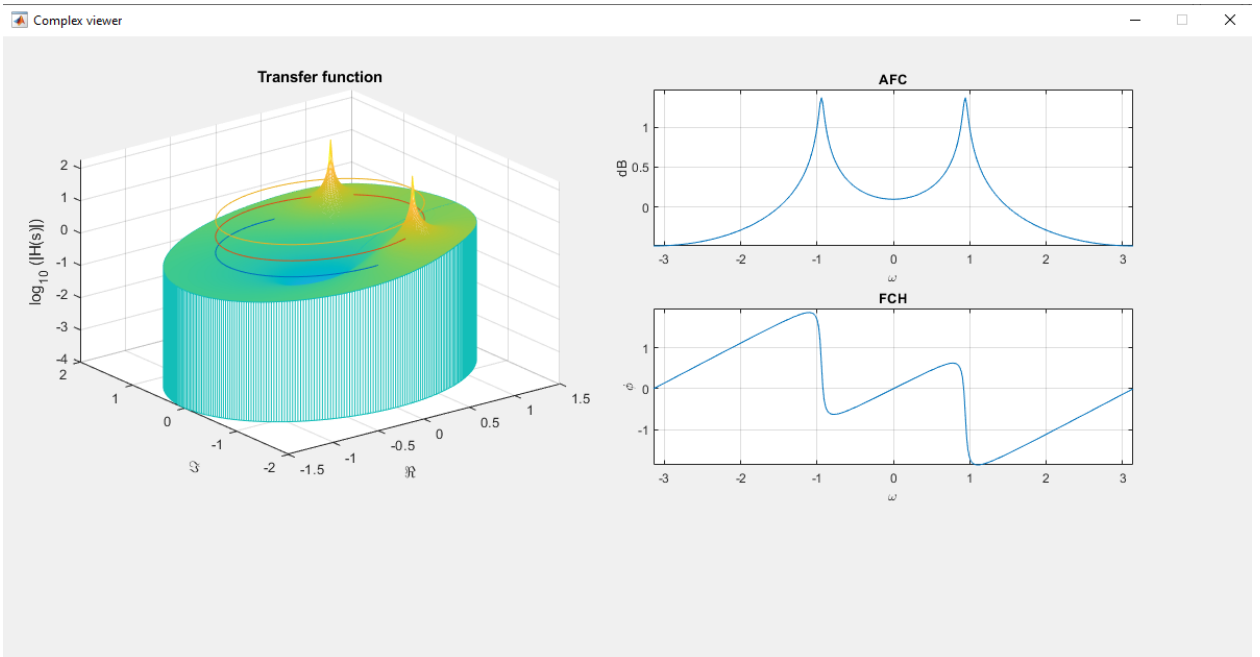 Complex viewer
Transfer function
log10 (|H(s)|)
2
1
0
-1
-2
-3
-4
2
1
0
-1
-2
ℑ
-1.5
-1
-0.5
0
0.5
1
1.5
ℜ
AFC
dB
1
0.5
0
-3 -2 -1 0 1 2 3
ω
FCH
ϕ
1
0
-1
-3 -2 -1 0 1 2 3
ω